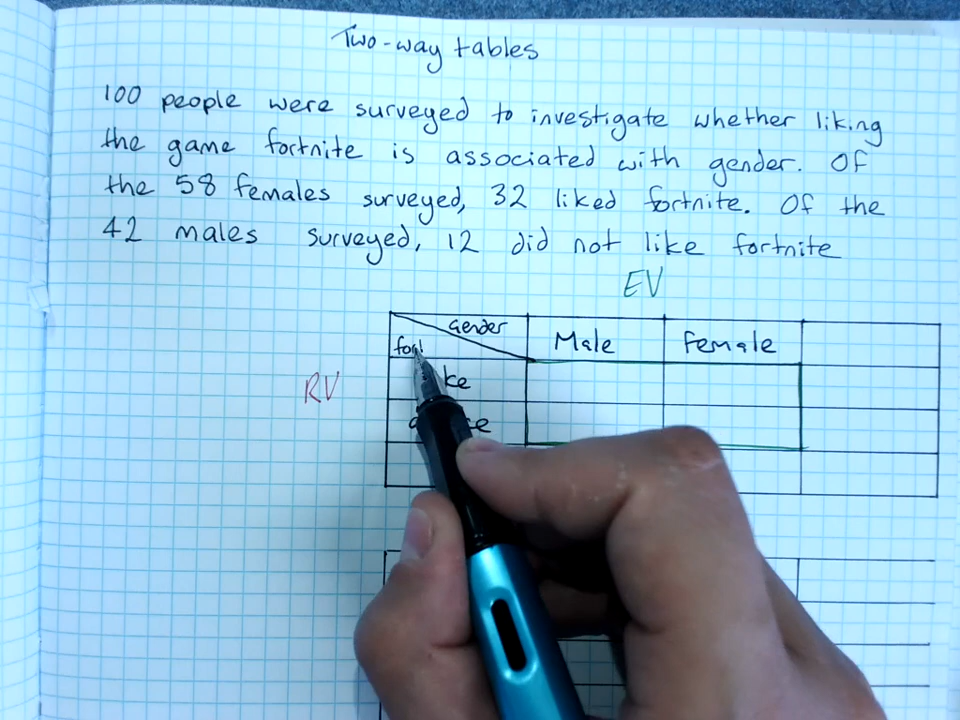 Two-way tables
100 people were surveyed to investigate whether liking
the game fortnite is associated with gender. Of
the 58 females surveyed, 32 liked fortnite. Of the
42 males surveyed, 12 did not like fortnite
EV
Gender Male Female
RV